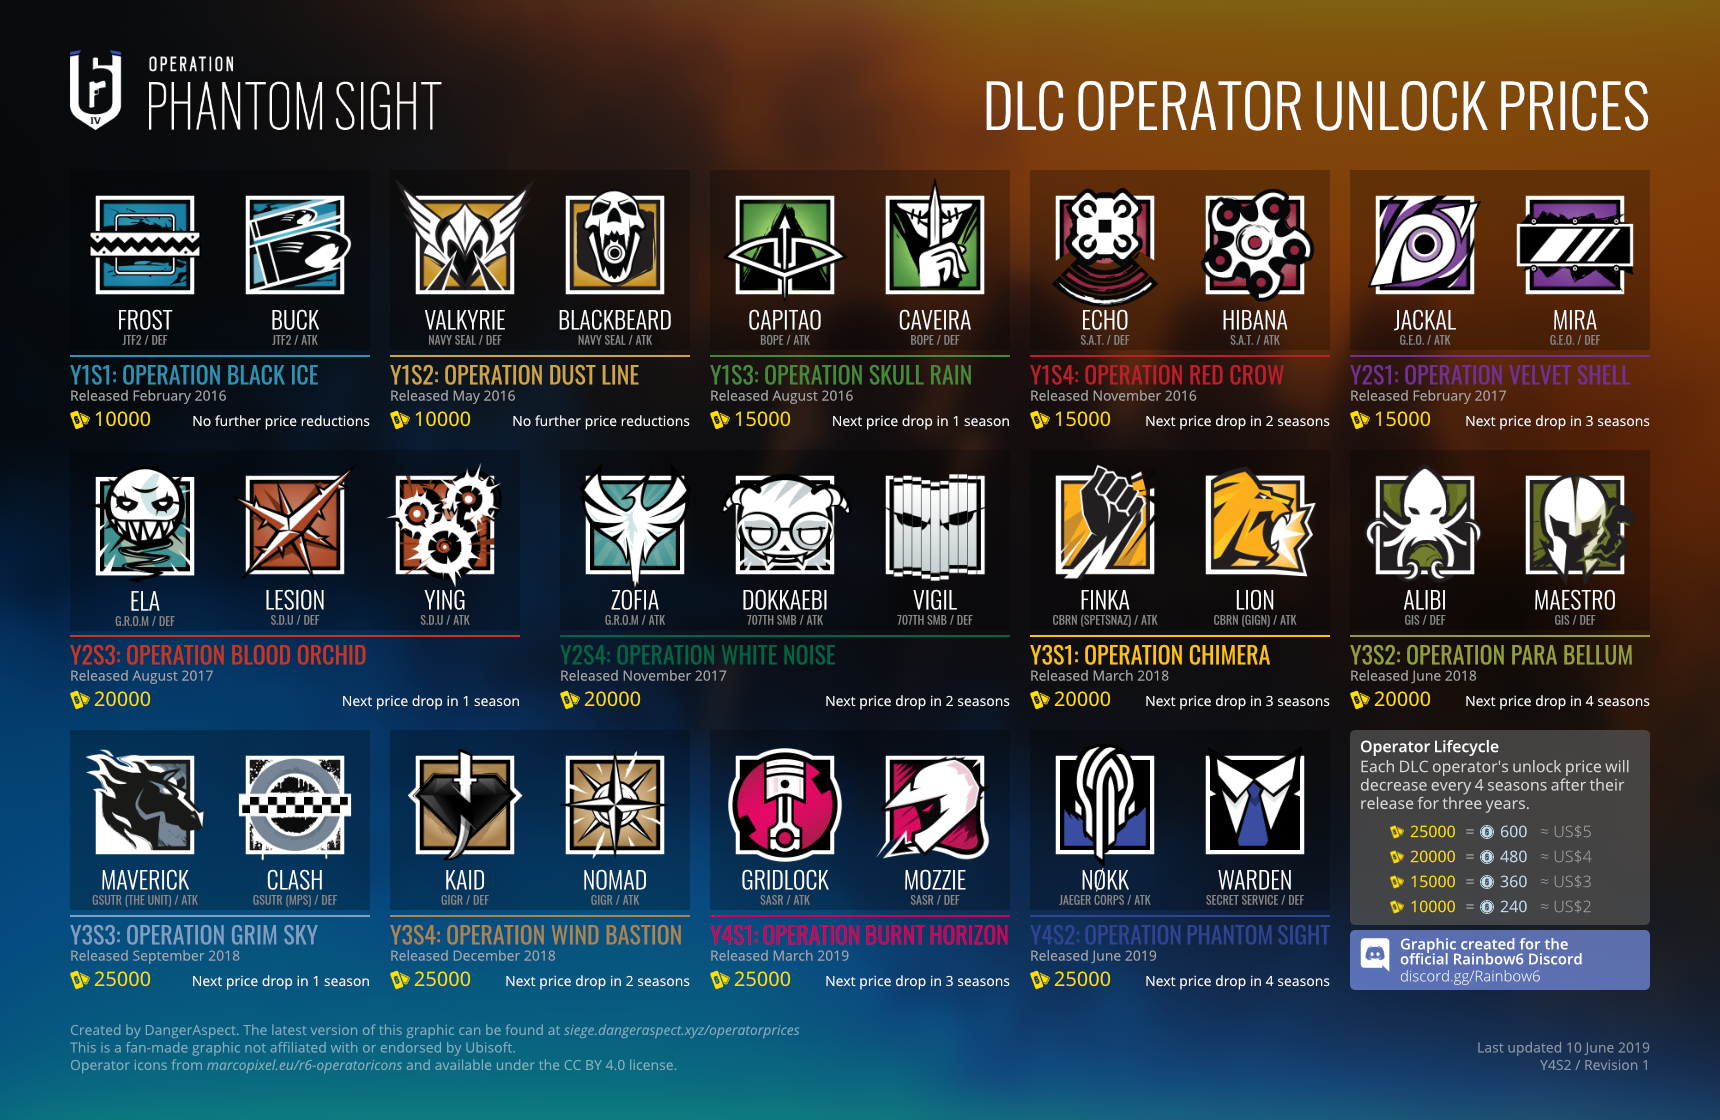 OPERATION
PHANTOM SIGHT
IV
DLC OPERATOR UNLOCK PRICES
FROST
JTF2 / DEF
BUCK
JTF2 / ATK
Y1S1: OPERATION BLACK ICE
Released February 2016
10000 No further price reductions
VALKYRIE
NAVY SEAL / DEF
BLACKBEARD
NAVY SEAL / ATK
Y1S2: OPERATION DUST LINE
Released May 2016
10000 No further price reductions
CAPITAO
BOPE / ATK
CAVEIRA
BOPE / DEF
Y1S3: OPERATION SKULL RAIN
Released August 2016
15000 Next price drop in 1 season
ECHO
S.A.T. / DEF
HIBANA
S.A.T. / ATK
Y1S4: OPERATION RED CROW
Released November 2016
15000 Next price drop in 2 seasons
JACKAL
G.E.O. / ATK
MIRA
G.E.O. / DEF
Y2S1: OPERATION VELVET SHELL
Released February 2017
15000 Next price drop in 3 seasons
ELA
G.R.O.M / DEF
LESION
S.D.U / DEF
YING
S.D.U / ATK
Y2S3: OPERATION BLOOD ORCHID
Released August 2017
20000 Next price drop in 1 season
ZOFIA
G.R.O.M / ATK
DOKKAEBI
707TH SMB / ATK
VIGIL
707TH SMB / DEF
Y2S4: OPERATION WHITE NOISE
Released November 2017
20000 Next price drop in 2 seasons
FINKA
CBRN (SPETSNAZ) / ATK
LION
CBRN (GIGN) / ATK
Y3S1: OPERATION CHIMERA
Released March 2018
20000 Next price drop in 3 seasons
ALIBI
GIS / DEF
MAESTRO
GIS / DEF
Y3S2: OPERATION PARA BELLUM
Released June 2018
20000 Next price drop in 4 seasons
MAVERICK
GSUTR (THE UNIT) / ATK
CLASH
GSUTR (MPS) / DEF
Y3S3: OPERATION GRIM SKY
Released September 2018
25000 Next price drop in 1 season
KAID
GIGR / DEF
NOMAD
GIGR / ATK
Y3S4: OPERATION WIND BASTION
Released December 2018
25000 Next price drop in 2 seasons
GRIDLOCK
SASR / ATK
MOZZIE
SASR / DEF
Y4S1: OPERATION BURNT HORIZON
Released March 2019
25000 Next price drop in 3 seasons
NØKK
JAEGER CORPS / ATK
WARDEN
SECRET SERVICE / DEF
Y4S2: OPERATION PHANTOM SIGHT
Released June 2019
25000 Next price drop in 4 seasons
Operator Lifecycle
Each DLC operator's unlock price will
decrease every 4 seasons after their
release for three years.
25000 = 600 ≈ US$5
20000 = 480 ≈ US$4
15000 = 360 ≈ US$3
10000 = 240 ≈ US$2
Graphic created for the
official Rainbow6 Discord
discord.gg/Rainbow6
Created by DangerAspect. The latest version of this graphic can be found at siege.dangeraspect.xyz/operatorprices
This is a fan-made graphic not affiliated with or endorsed by Ubisoft.
Operator icons from marcopixel.eu/r6-operatoricons and available under the CC BY 4.0 license.
Last updated 10 June 2019
Y4S2 / Revision 1